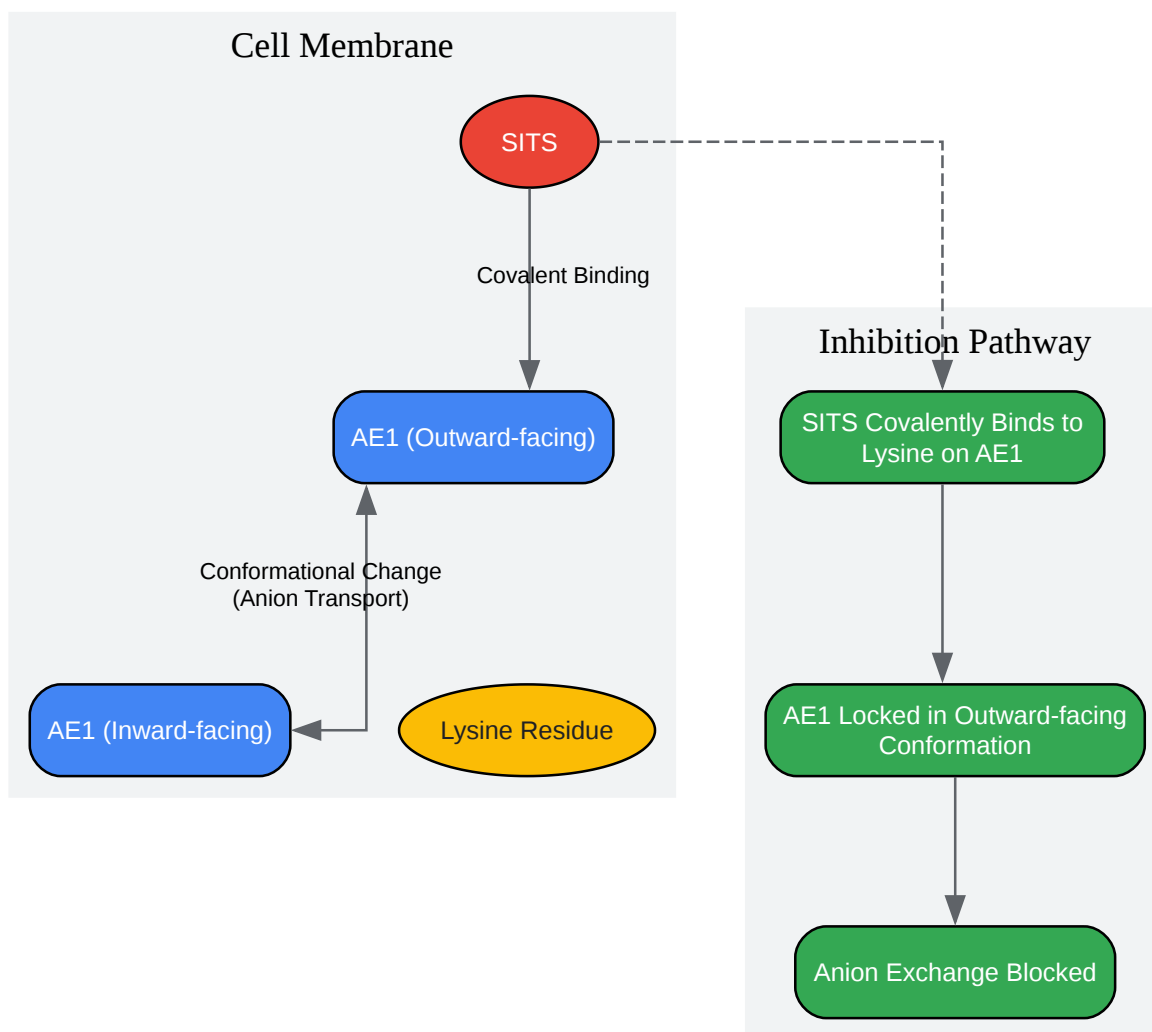 Cell Membrane
SITS
Covalent Binding
AE1 (Outward-facing)
Conformational Change
(Anion Transport)
AE1 (Inward-facing)
Lysine Residue
Inhibition Pathway
SITS Covalently Binds to
Lysine on AE1
AE1 Locked in Outward-facing
Conformation
Anion Exchange Blocked